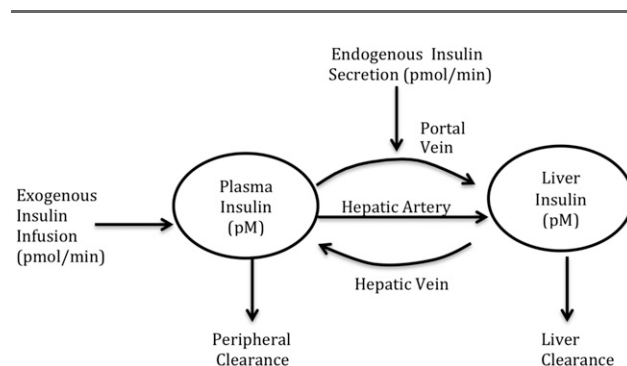 Endogenous Insulin
Secretion (pmol/min)
Portal
Vein
Exogenous
Insulin
Infusion
(pmol/min)
Plasma
Insulin
(pM)
Hepatic Artery
Liver
Insulin
(pM)
Hepatic Vein
Peripheral
Clearance
Liver
Clearance